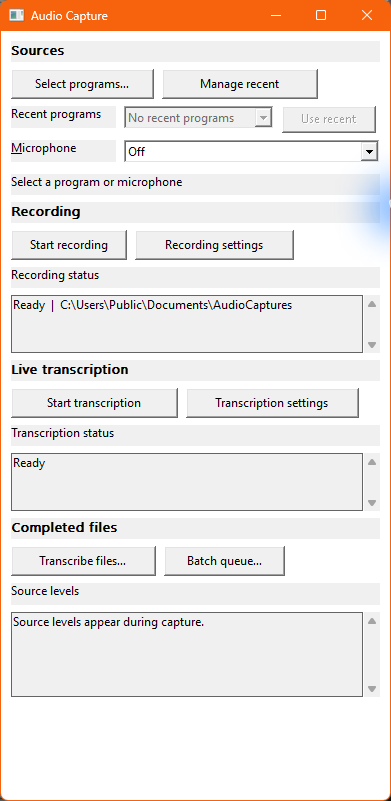 Audio Capture
Sources
Select programs...
Manage recent
Recent programs
No recent programs
Use recent
Microphone
Off
Select a program or microphone
Recording
Start recording
Recording settings
Recording status
Ready | C:\Users\Public\Documents\AudioCaptures
Live transcription
Start transcription
Transcription settings
Transcription status
Ready
Completed files
Transcribe files...
Batch queue...
Source levels
Source levels appear during capture.